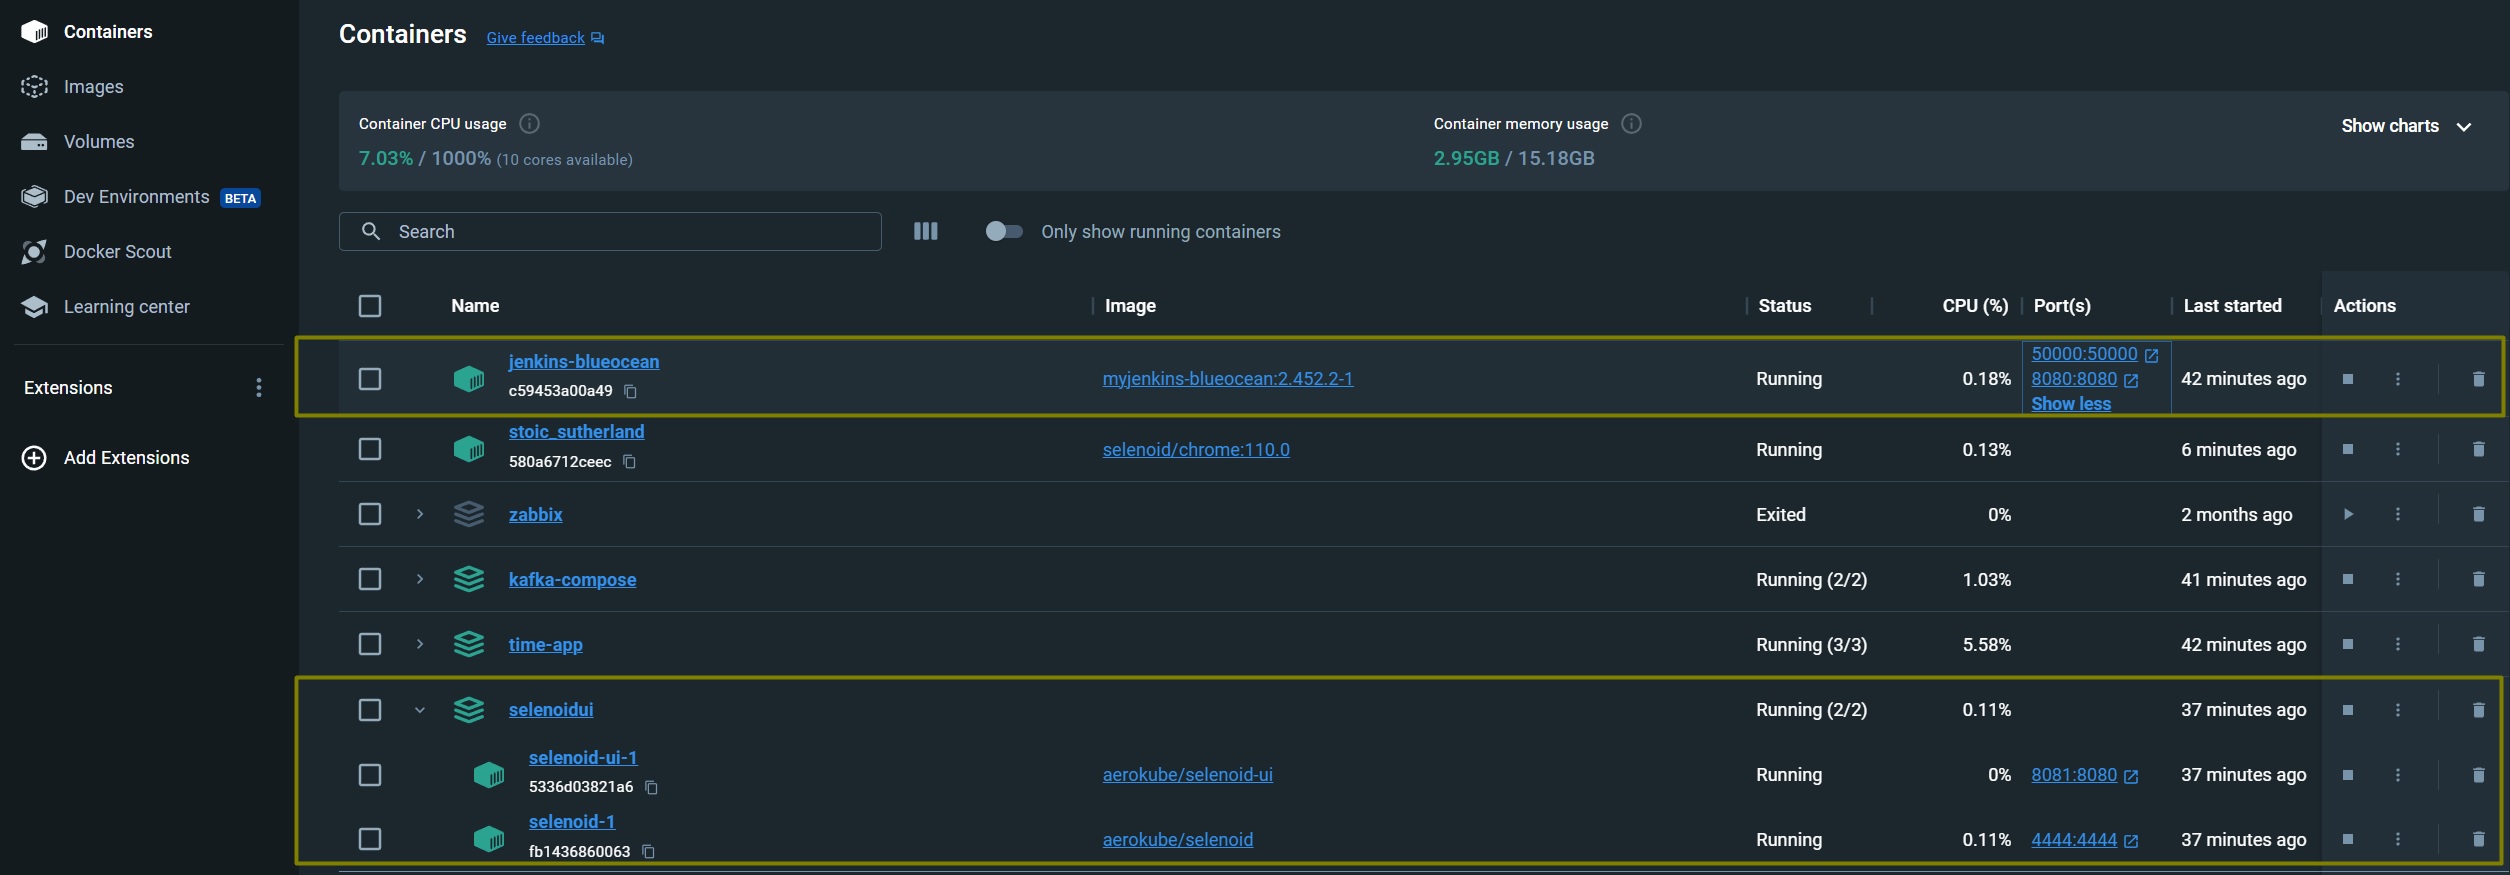 Containers
Images
Volumes
Dev Environments BETA
Docker Scout
Learning center
Extensions
Add Extensions
Containers Give feedback
Container CPU usage
7.03% / 1000% (10 cores available)
Container memory usage
2.95GB / 15.18GB
Show charts
Search
Only show running containers
Name Image Status CPU (%) Port(s) Last started Actions
jenkins-blueocean
c59453a00a49
myjenkins-blueocean:2.452.2-1 Running 0.18%
50000:50000
8080:8080
Show less
42 minutes ago
stoic_sutherland
580a6712ceec
selenoid/chrome:110.0 Running 0.13% 6 minutes ago
zabbix Exited 0% 2 months ago
kafka-compose Running (2/2) 1.03% 41 minutes ago
time-app Running (3/3) 5.58% 42 minutes ago
selenoidui Running (2/2) 0.11% 37 minutes ago
selenoid-ui-1
5336d03821a6
aerokube/selenoid-ui Running 0% 8081:8080 37 minutes ago
selenoid-1
fb1436860063
aerokube/selenoid Running 0.11% 4444:4444 37 minutes ago